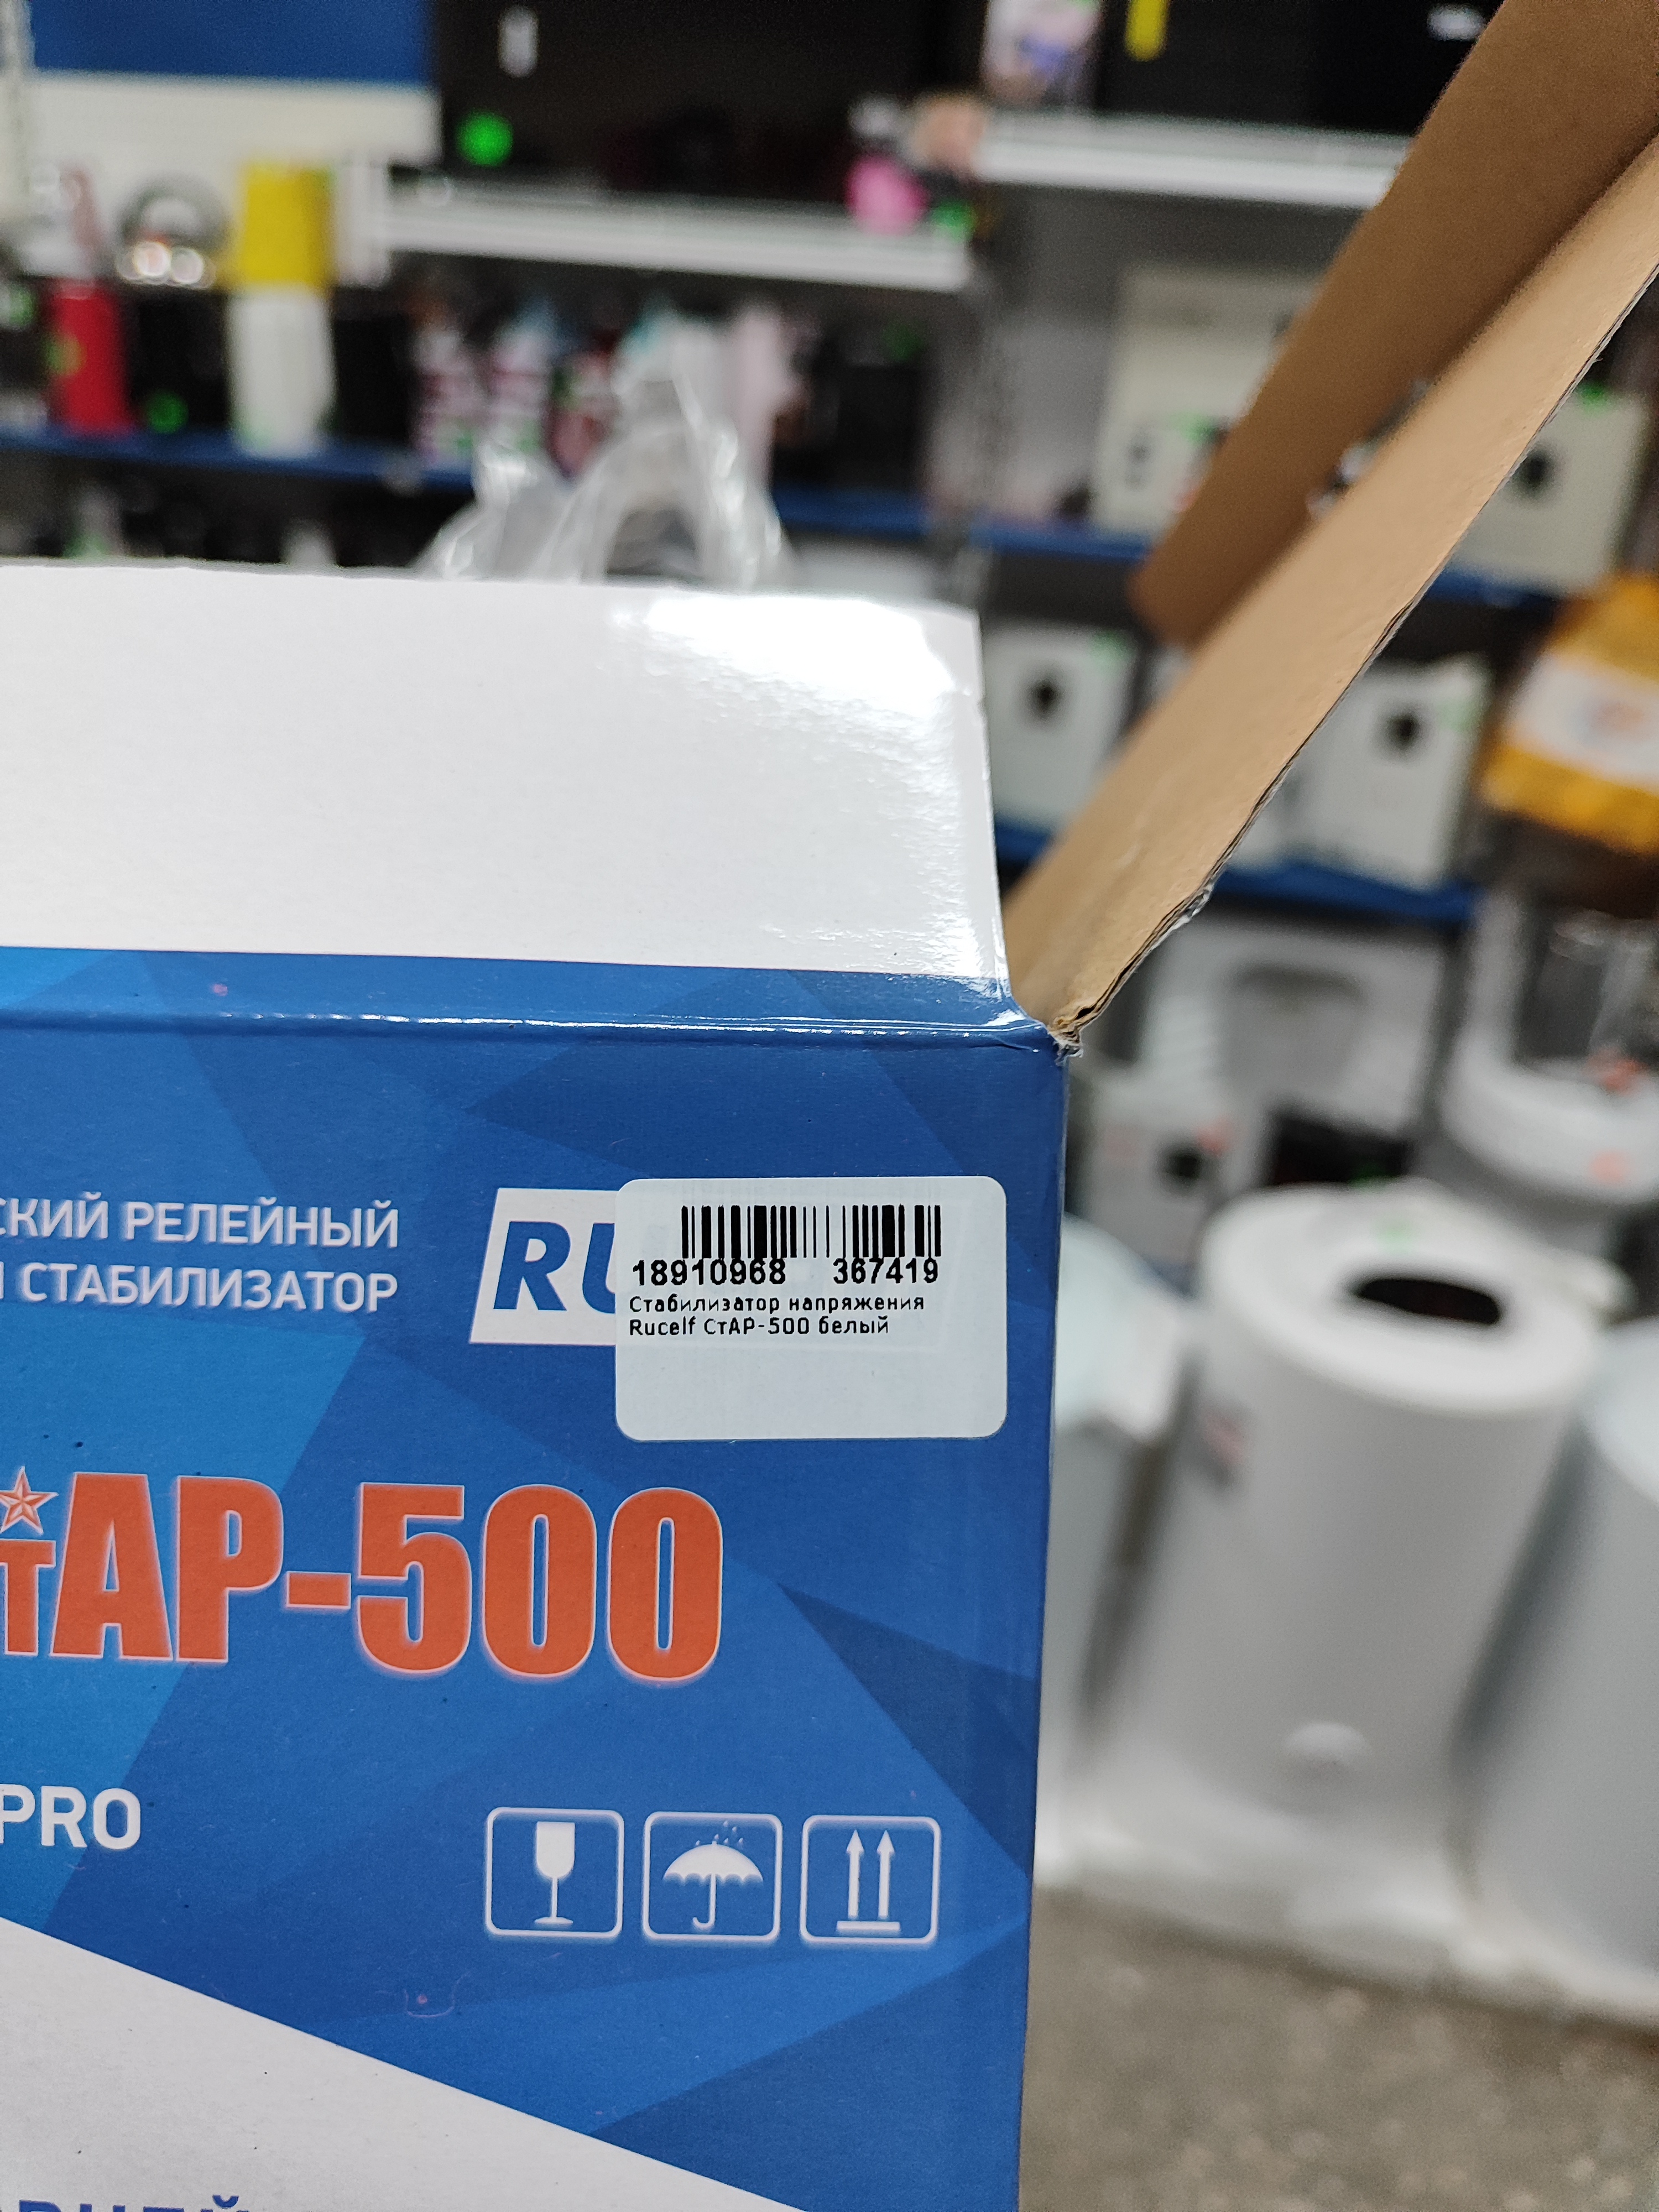 СКИЙ РЕЛЕЙНЫЙ
СТАБИЛИЗАТОР
RU
18910968 367419
Стабилизатор напряжения
Rucelf СтАР-500 белый
тАР-500
PRO